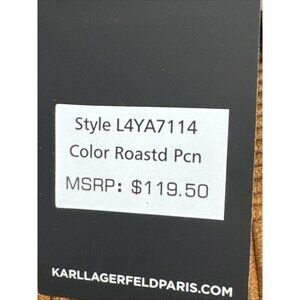 Style L4YA7114
Color Roastd Pcn
MSRP: $119.50
KARLLAGERFELDPARIS.COM